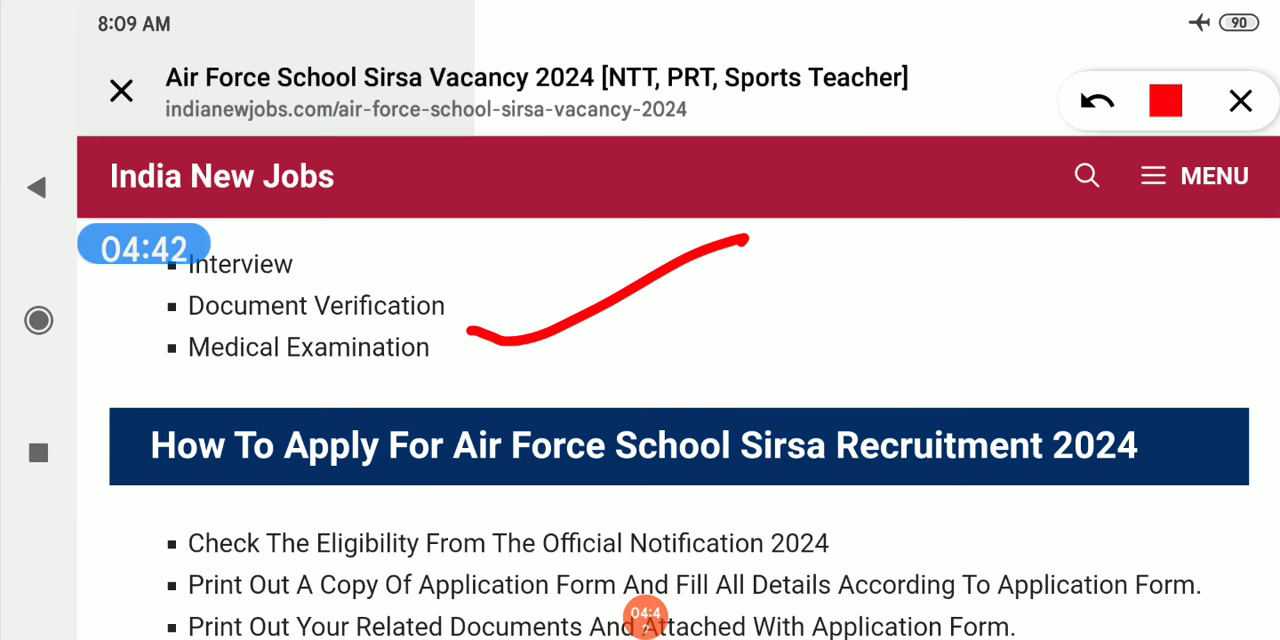 8:09 AM
90
Air Force School Sirsa Vacancy 2024 [NTT, PRT, Sports Teacher]
indianewjobs.com/air-force-school-sirsa-vacancy-2024
India New Jobs
MENU
04:42
Interview
Document Verification
Medical Examination
How To Apply For Air Force School Sirsa Recruitment 2024
Check The Eligibility From The Official Notification 2024
Print Out A Copy Of Application Form And Fill All Details According To Application Form.
Print Out Your Related Documents And Attached With Application Form.